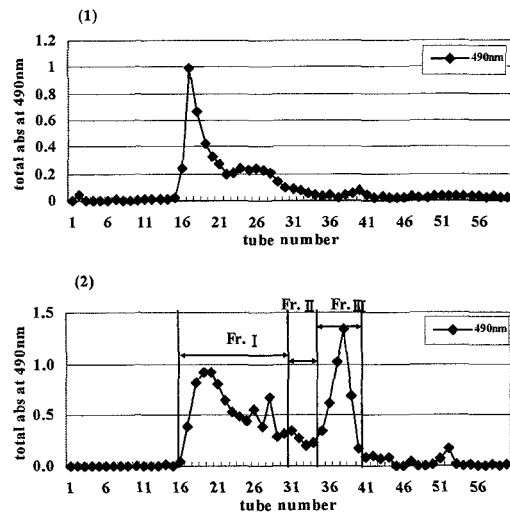 (1)
total abs at 490nm
1.2
1
0.8
0.6
0.4
0.2
0
1 6 11 16 21 26 31 36 41 46 51 56
tube number
490nm
(2)
total abs at 490nm
1.5
1.0
0.5
0.0
Fr. I
Fr. II
Fr. III
1 6 11 16 21 26 31 36 41 46 51 56
tube number
490nm